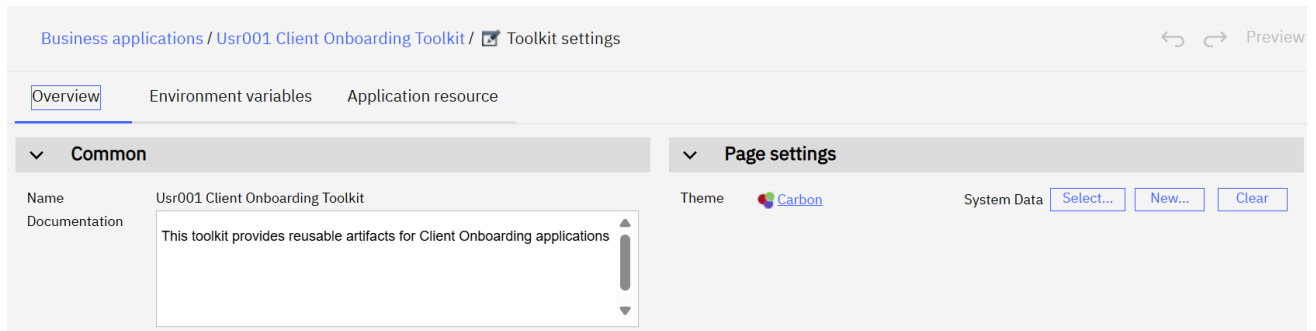 Business applications / Usr001 Client Onboarding Toolkit / Toolkit settings
Preview
Overview Environment variables Application resource
Common
Name Usr001 Client Onboarding Toolkit
Documentation
This toolkit provides reusable artifacts for Client Onboarding applications
Page settings
Theme Carbon System Data Select... New... Clear